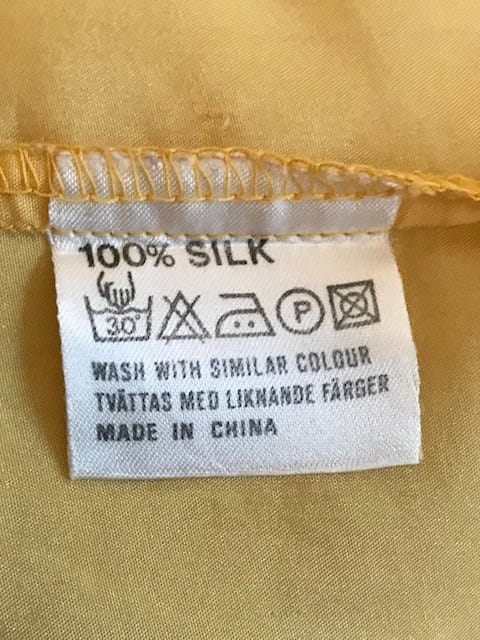 100% SILK
30° P
WASH WITH SIMILAR COLOUR
TVÄTTAS MED LIKNANDE FÄRGER
MADE IN CHINA